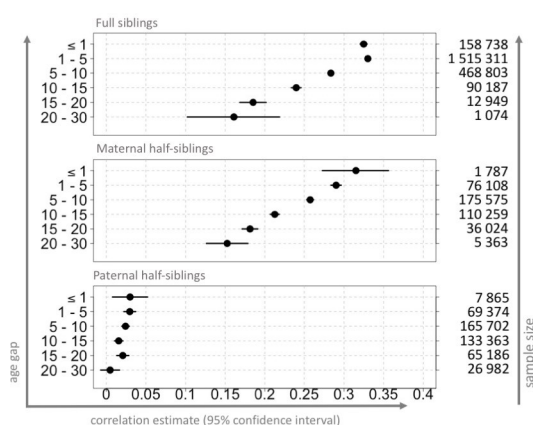 Full siblings
≤ 1 158 738
1 - 5 1 515 311
5 - 10 468 803
10 - 15 90 187
15 - 20 12 949
20 - 30 1 074
Maternal half-siblings
≤ 1 1 787
1 - 5 76 108
5 - 10 175 575
10 - 15 110 259
15 - 20 36 024
20 - 30 5 363
Paternal half-siblings
≤ 1 7 865
1 - 5 69 374
5 - 10 165 702
10 - 15 133 363
15 - 20 65 186
20 - 30 26 982
0 0.05 0.1 0.15 0.2 0.25 0.3 0.35 0.4
age gap
sample size
correlation estimate (95% confidence interval)